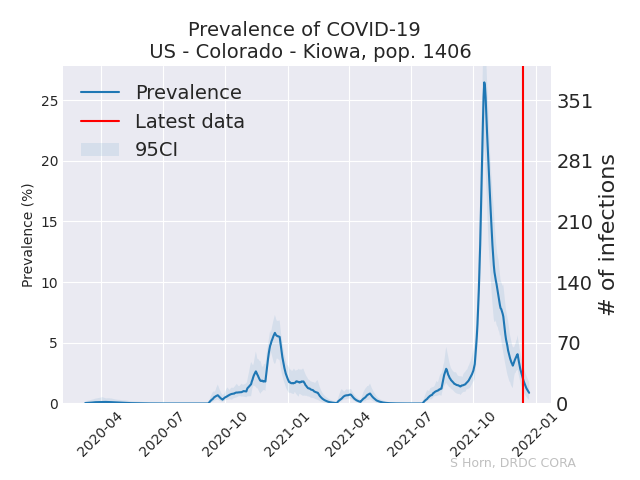 Prevalence of COVID-19
US - Colorado - Kiowa, pop. 1406
Prevalence
Latest data
95CI
Prevalence (%)
25
20
15
10
5
0
351
281
210
140
70
0
# of infections
2020-04
2020-07
2020-10
2021-01
2021-04
2021-07
2021-10
2022-01
S Horn, DRDC CORA